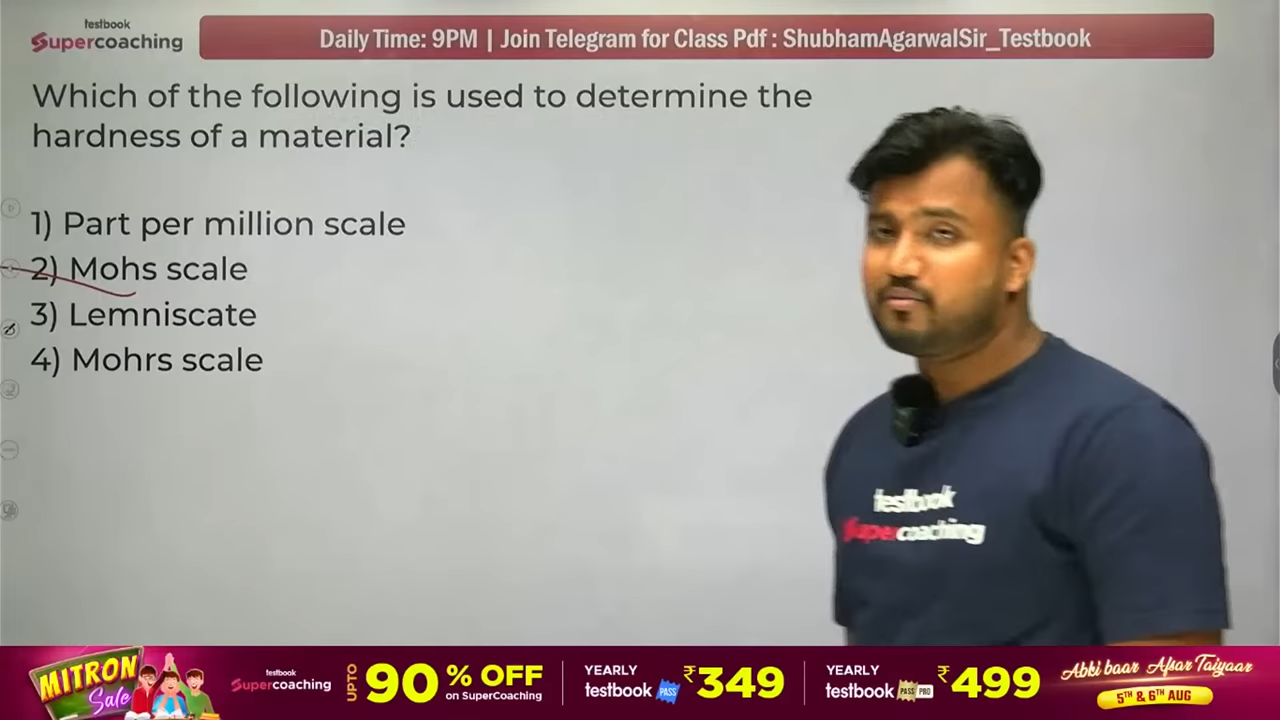 testbook
Supercoaching
Daily Time: 9PM | Join Telegram for Class Pdf : ShubhamAgarwalSir_Testbook
Which of the following is used to determine the
hardness of a material?
1) Part per million scale
2) Mohs scale
3) Lemniscate
4) Mohrs scale
testbook
Supercoaching
MITRON
Sale
testbook
Supercoaching
UPTO
90% OFF
on SuperCoaching
YEARLY
testbook PASS
₹349
YEARLY
testbook PASS PRO
₹499
Abki baar Afsar Taiyaar
5TH & 6TH AUG